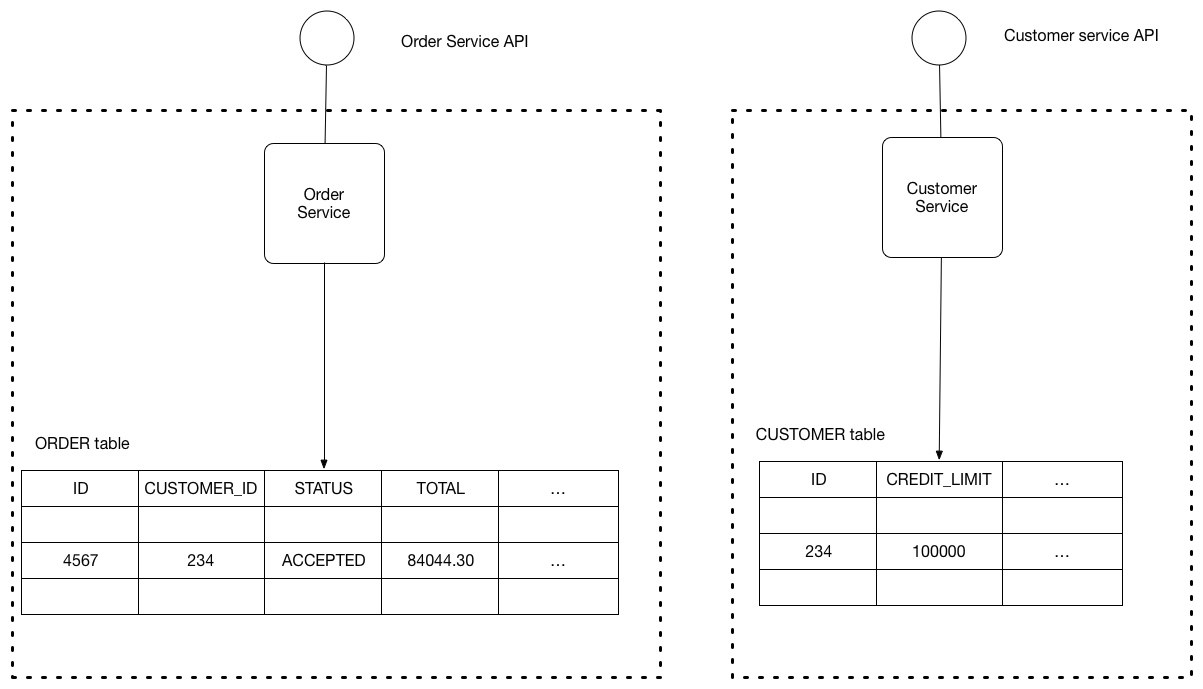 Order Service API
Customer service API
Order
Service
Customer
Service
ORDER table
ID CUSTOMER_ID STATUS TOTAL ...
4567 234 ACCEPTED 84044.30 ...
CUSTOMER table
ID CREDIT_LIMIT ...
234 100000 ...